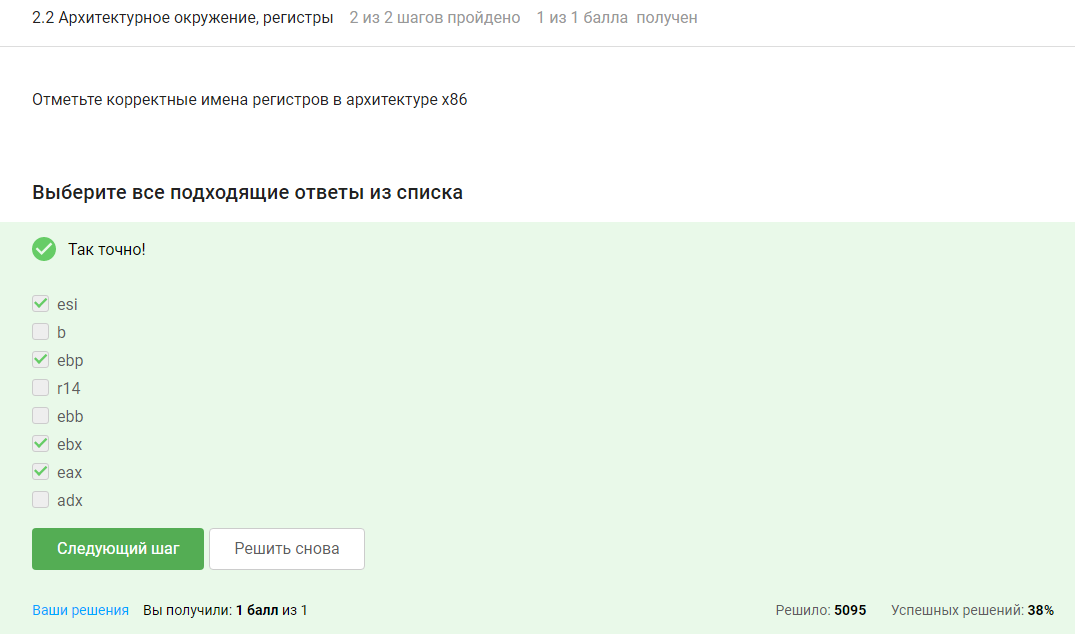 2.2 Архитектурное окружение, регистры 2 из 2 шагов пройдено 1 из 1 балла получен
Отметьте корректные имена регистров в архитектуре x86
Выберите все подходящие ответы из списка
Так точно!
esi
b
ebp
r14
ebb
ebx
eax
adx
Следующий шаг Решить снова
Ваши решения Вы получили: 1 балл из 1 Решило: 5095 Успешных решений: 38%